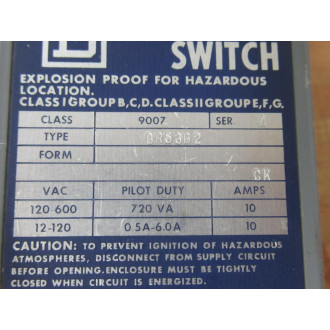 D
SWITCH
EXPLOSION PROOF FOR HAZARDOUS
LOCATION.
CLASS I GROUP B,C,D. CLASS II GROUP E,F,G.
CLASS 9007 SER.
TYPE
FORM
VAC PILOT DUTY AMPS
120-600 720 VA 10
12-120 0.5A-6.0A 10
CAUTION: TO PREVENT IGNITION OF HAZARDOUS
ATMOSPHERES, DISCONNECT FROM SUPPLY CIRCUIT
BEFORE OPENING. ENCLOSURE MUST BE TIGHTLY
CLOSED WHEN CIRCUIT IS ENERGIZED.